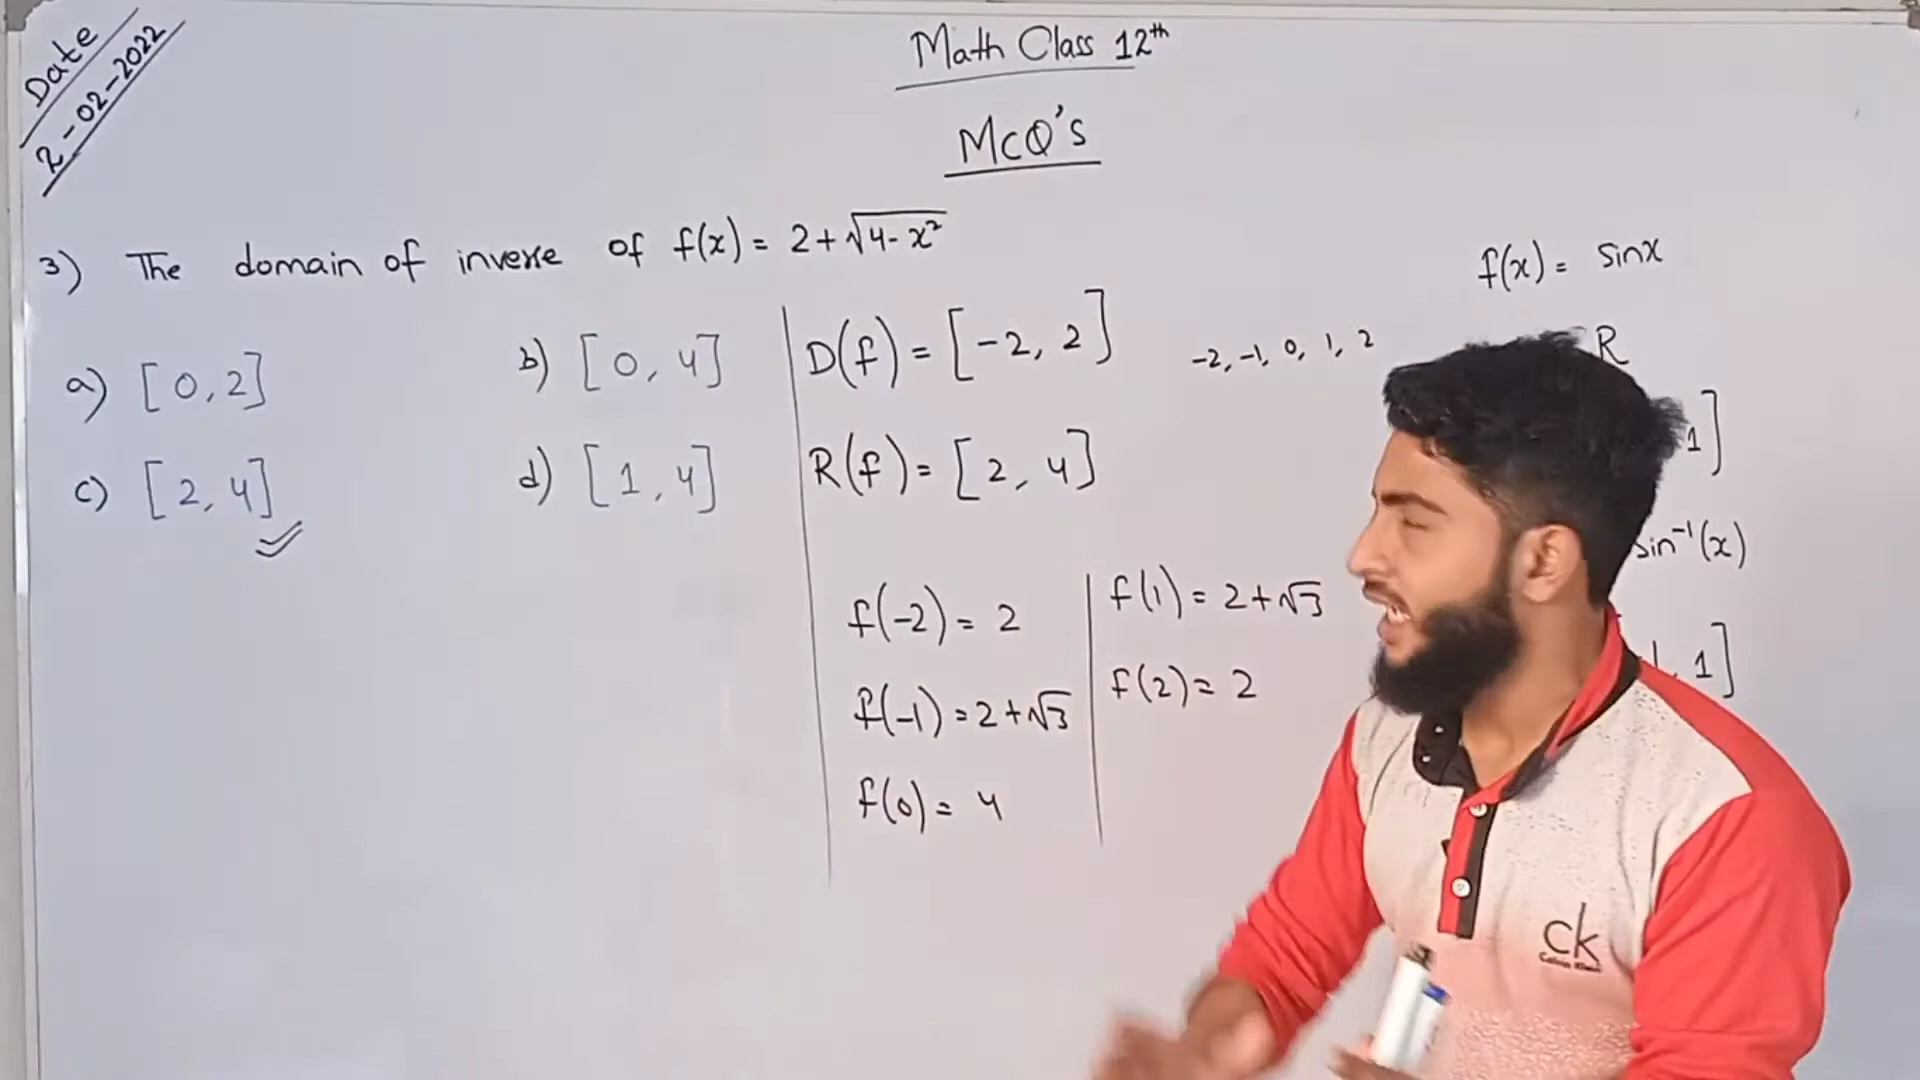 Date
2-02-2022
Math Class 12th
McQ's
3) The domain of inverse of f(x) = 2+√4-x²
a) [0,2]
b) [0, 4]
c) [2, 4]
d) [1, 4]
D(f) = [-2, 2]
R(f) = [2, 4]
-2, -1, 0, 1, 2
f(-2) = 2
f(-1) = 2+√3
f(0) = 4
f(1) = 2+√3
f(2) = 2
f(x) = sinx
R
1]
sin⁻¹(x)
, 1]
ck